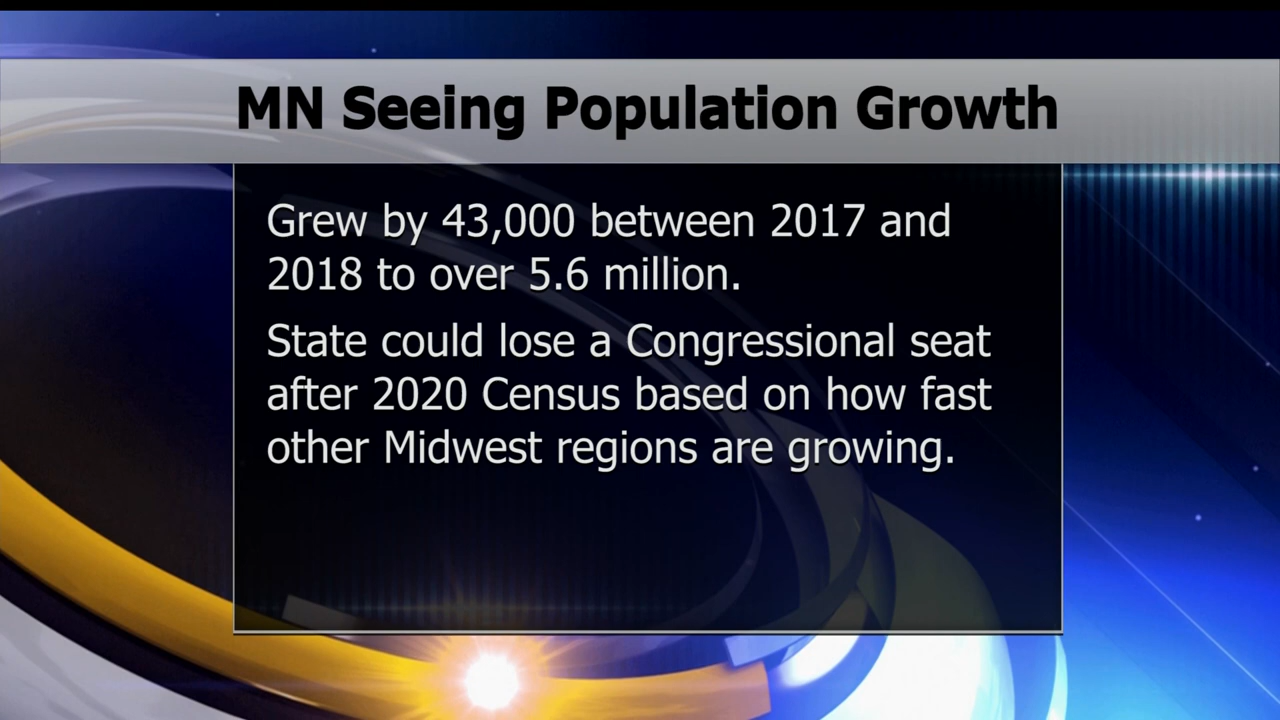 MN Seeing Population Growth
Grew by 43,000 between 2017 and
2018 to over 5.6 million.
State could lose a Congressional seat
after 2020 Census based on how fast
other Midwest regions are growing.